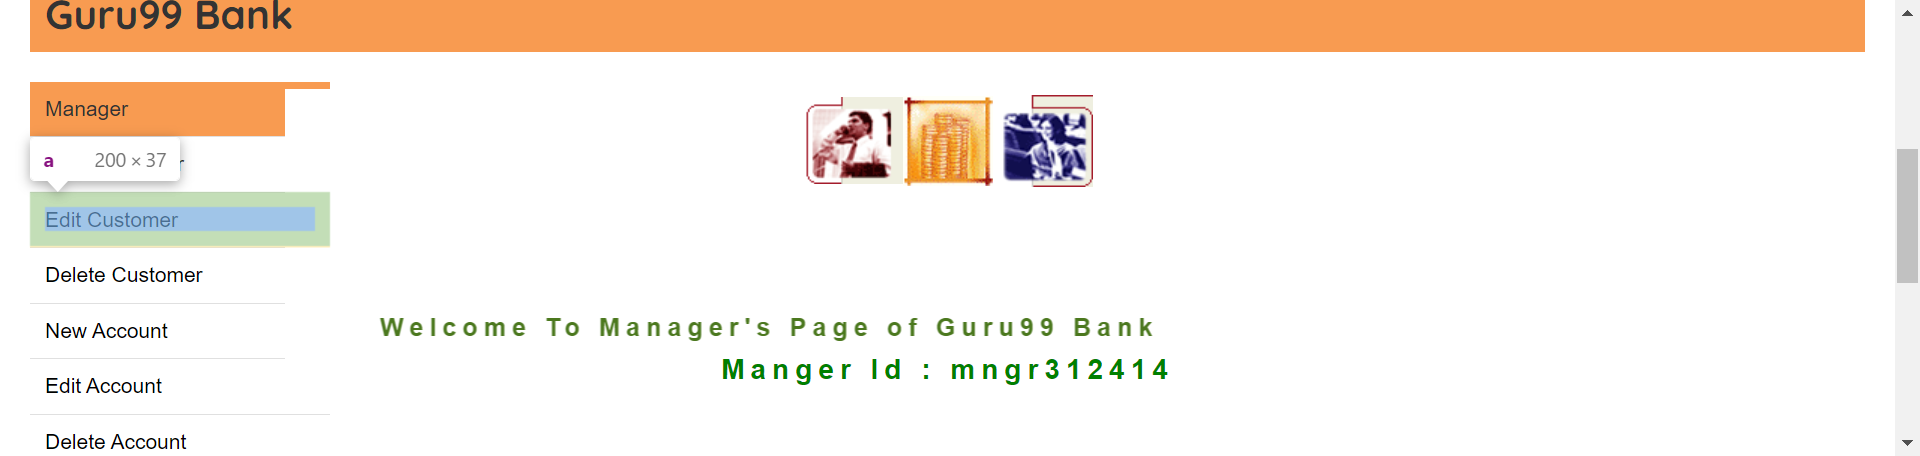 Guru99 Bank
Manager
a 200 × 37
Edit Customer
Delete Customer
New Account
Edit Account
Delete Account
Welcome To Manager's Page of Guru99 Bank
Manger Id : mngr312414